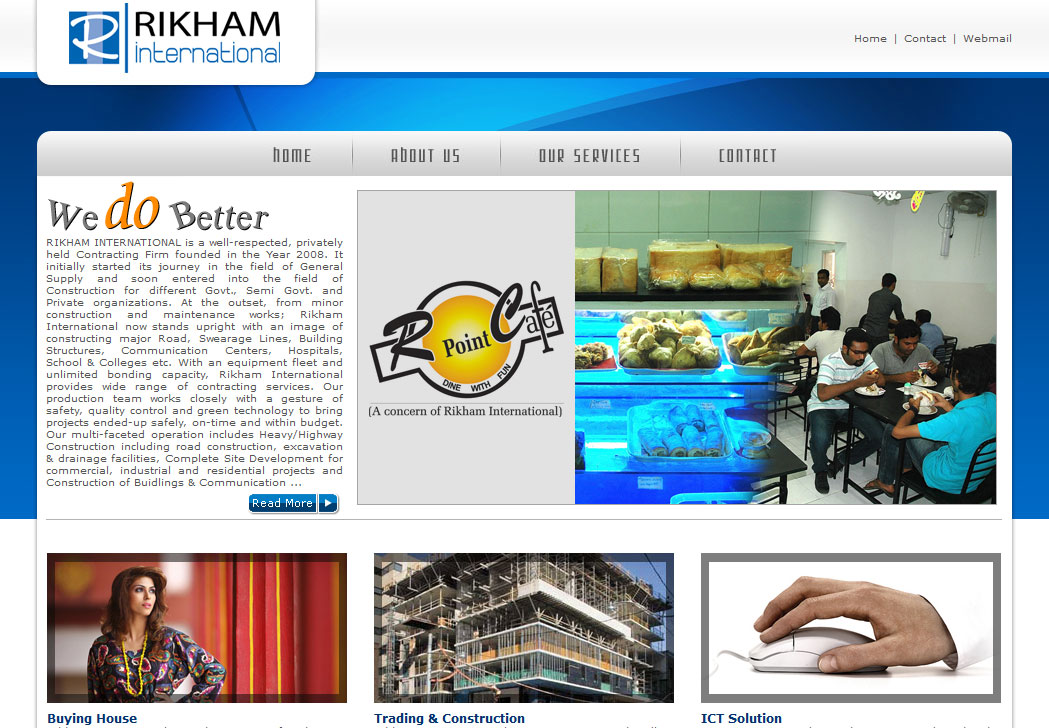 RIKHAM
international
Home | Contact | Webmail
HOME
ABOUT US
OUR SERVICES
CONTACT
We do Better
RIKHAM INTERNATIONAL is a well-respected, privately
held Contracting Firm founded in the Year 2008. It
initially started its journey in the field of General
Supply and soon entered into the field of
Construction for different Govt., Semi Govt. and
Private organizations. At the outset, from minor
construction and maintenance works; Rikham
International now stands upright with an image of
constructing major Road, Swearage Lines, Building
Structures, Communication Centers, Hospitals,
School & Colleges etc. With an equipment fleet and
unlimited bonding capacity, Rikham International
provides wide range of contracting services. Our
production team works closely with a gesture of
safety, quality control and green technology to bring
projects ended-up safely, on-time and within budget.
Our multi-faceted operation includes Heavy/Highway
Construction including road construction, excavation
& drainage facilities, Complete Site Development for
commercial, industrial and residential projects and
Construction of Buidlings & Communication ...
Read More
R Point Café
DINE WITH FUN
(A concern of Rikham International)
Buying House
Trading & Construction
ICT Solution